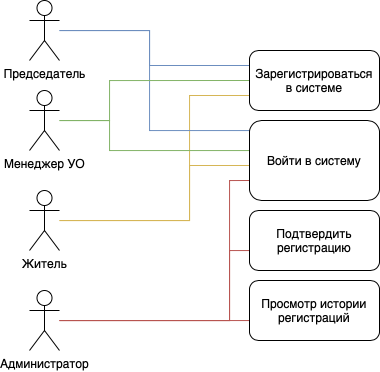 Председатель
Зарегистрироваться
в системе
Менеджер УО
Войти в систему
Житель
Подтвердить
регистрацию
Просмотр истории
регистраций
Администратор